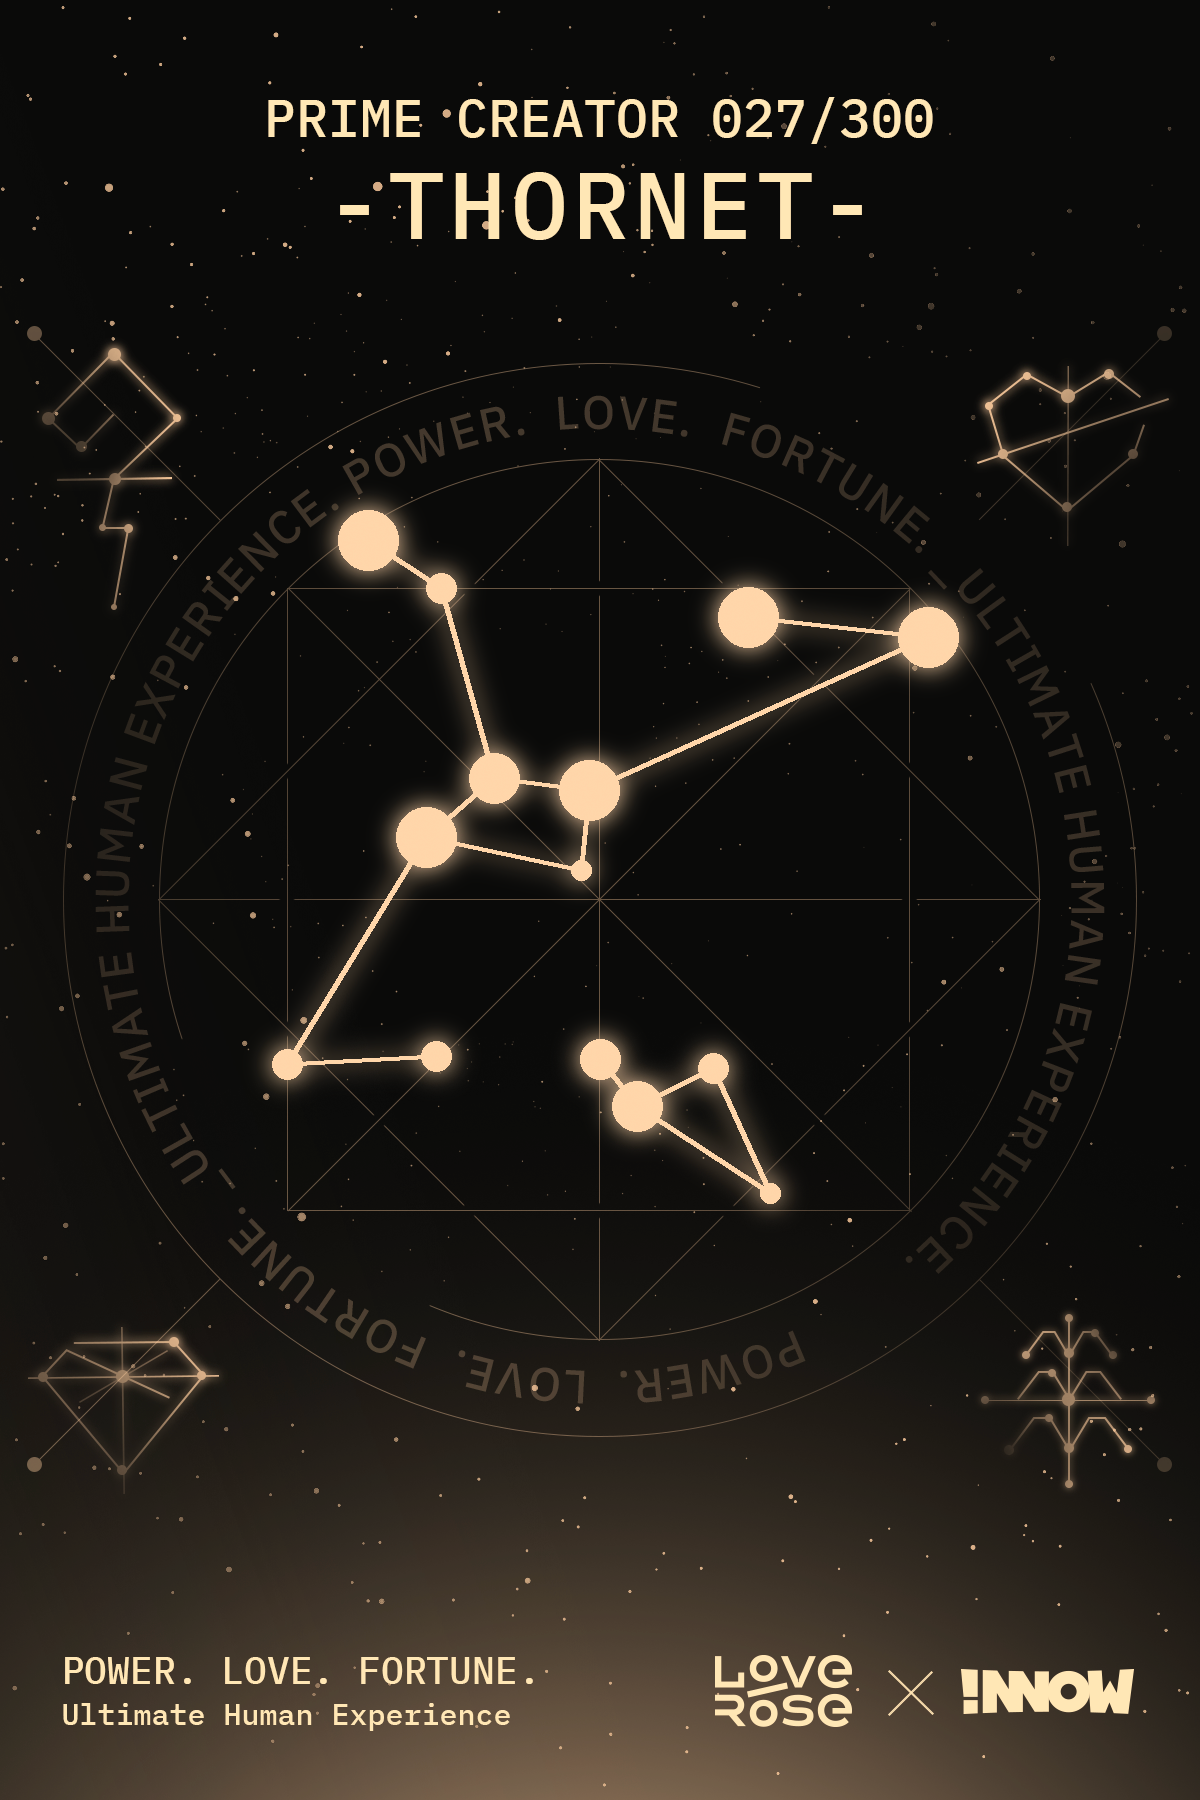 PRIME CREATOR 027/300
-THORNET-
ULTIMATE HUMAN EXPERIENCE. POWER. LOVE. FORTUNE. —
ULTIMATE HUMAN EXPERIENCE. POWER. LOVE. FORTUNE. —
POWER. LOVE. FORTUNE.
Ultimate Human Experience
LOVE
ROSE
!NNOW